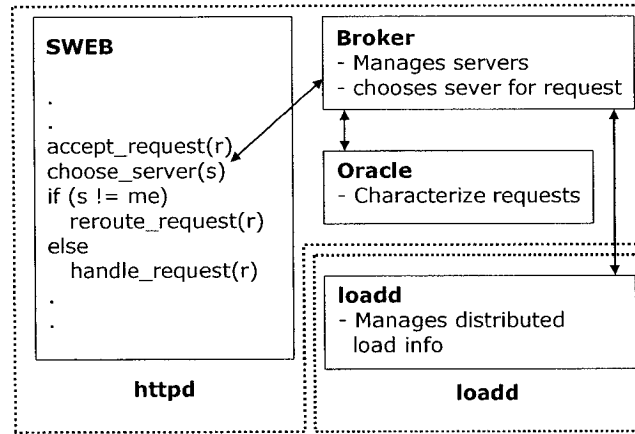 SWEB
.
.
accept_request(r)
choose_server(s)
if (s != me)
reroute_request(r)
else
handle_request(r)
.
.
httpd
Broker
- Manages servers
- chooses sever for request
Oracle
- Characterize requests
loadd
- Manages distributed
load info
loadd